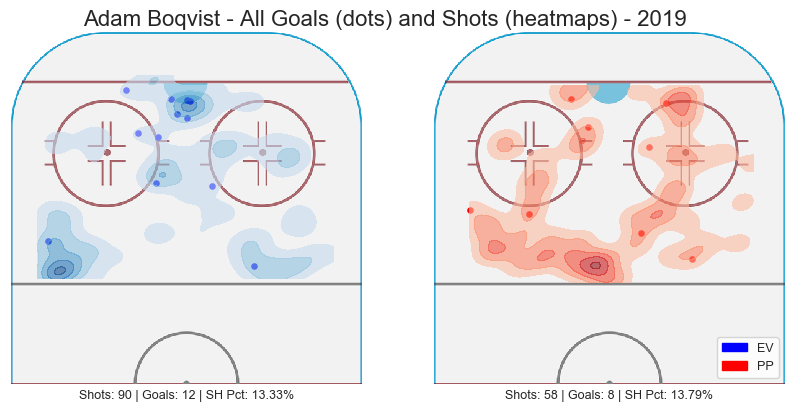 Adam Boqvist - All Goals (dots) and Shots (heatmaps) - 2019
EV
PP
Shots: 90 | Goals: 12 | SH Pct: 13.33%
Shots: 58 | Goals: 8 | SH Pct: 13.79%